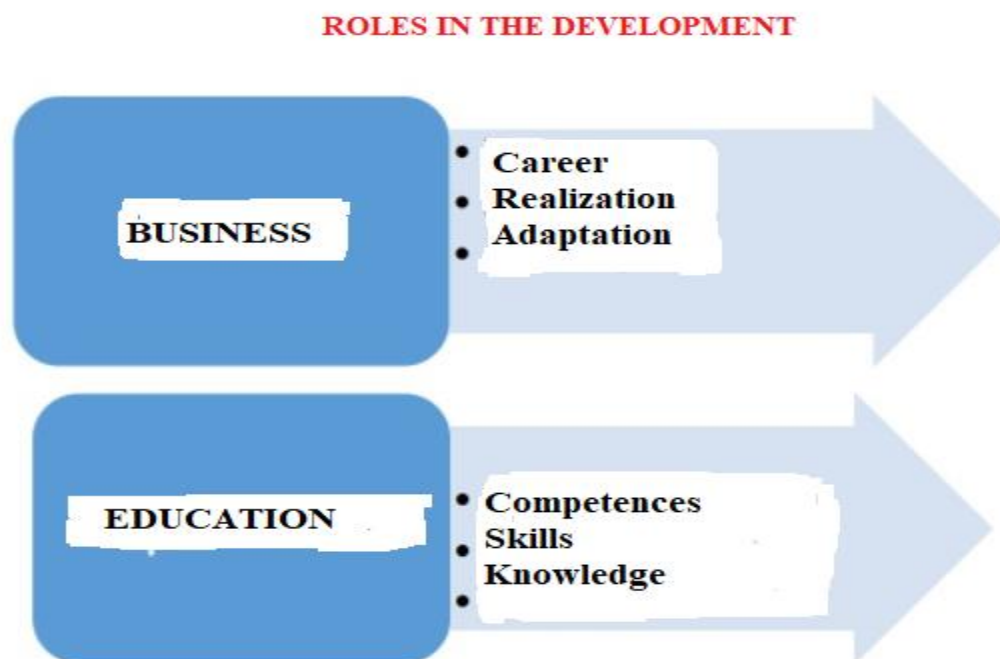 ROLES IN THE DEVELOPMENT
BUSINESS
• Career
• Realization
• Adaptation
EDUCATION
• Competences
• Skills
• Knowledge